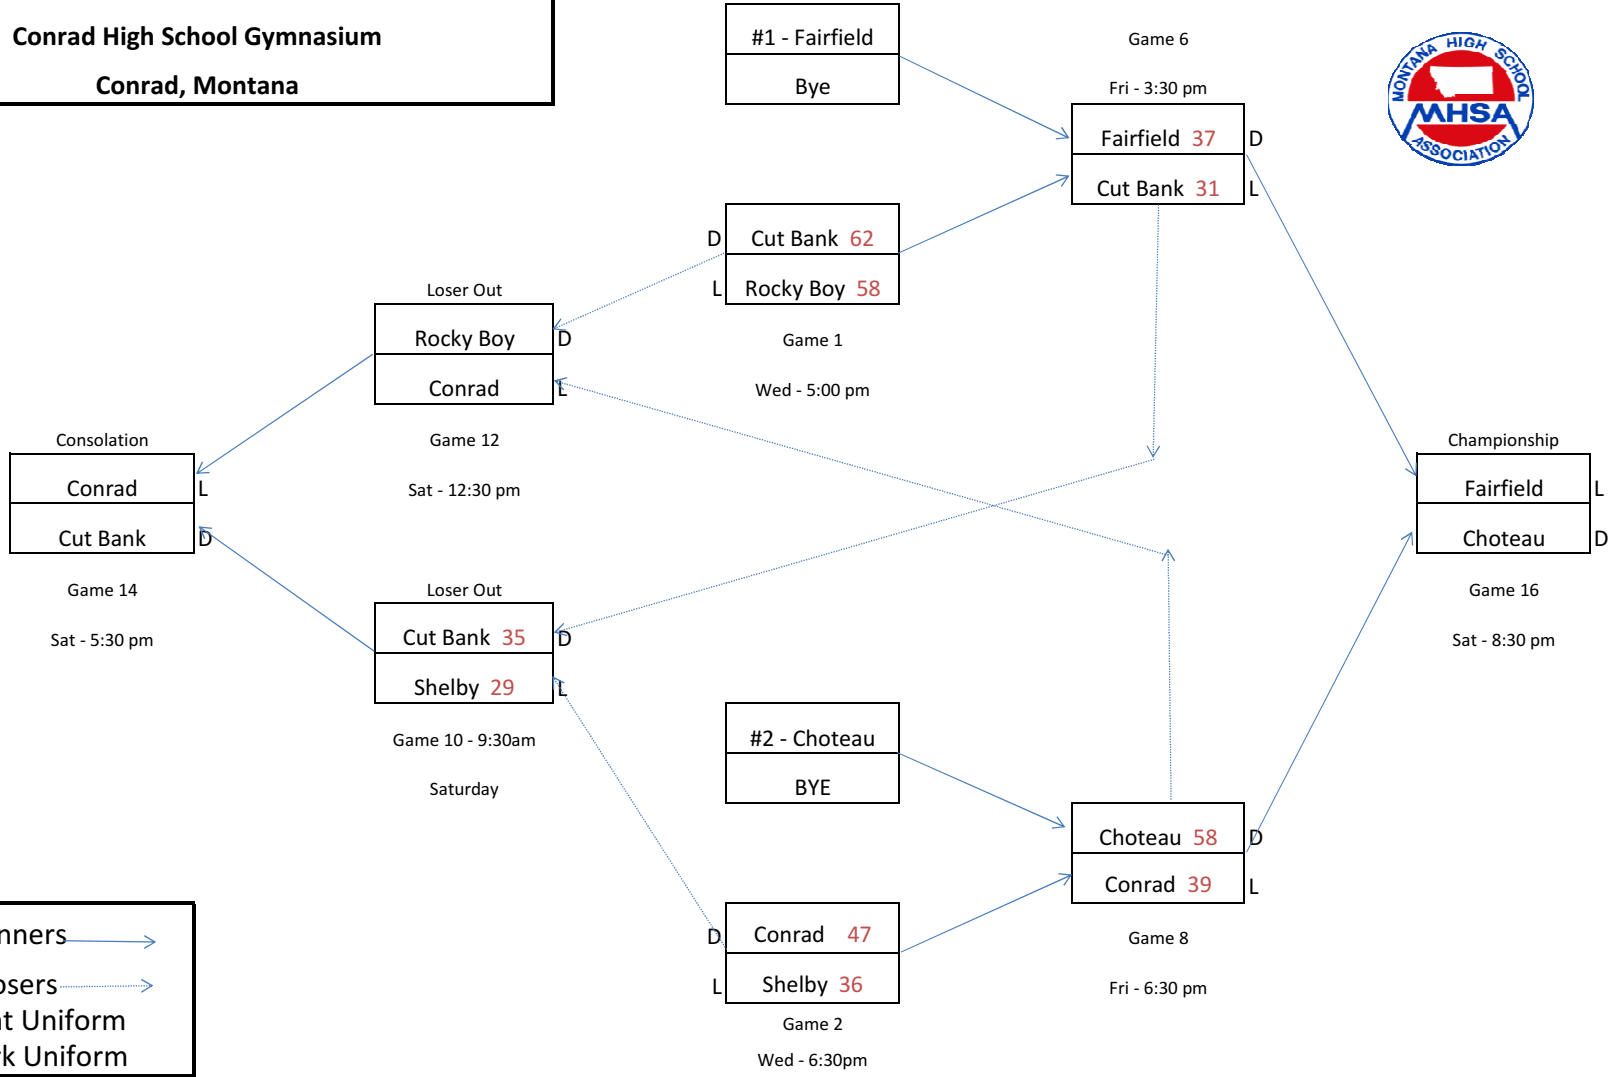 Conrad High School Gymnasium
Conrad, Montana
#1 - Fairfield
Bye
Game 6
Fri - 3:30 pm
Fairfield 37 D
Cut Bank 31 L
MONTANA HIGH SCHOOL
MHSA
ASSOCIATION
D Cut Bank 62
L Rocky Boy 58
Game 1
Wed - 5:00 pm
Loser Out
Rocky Boy D
Conrad L
Game 12
Sat - 12:30 pm
Consolation
Conrad L
Cut Bank D
Game 14
Sat - 5:30 pm
Championship
Fairfield L
Choteau D
Game 16
Sat - 8:30 pm
Loser Out
Cut Bank 35 D
Shelby 29 L
Game 10 - 9:30am
Saturday
#2 - Choteau
BYE
Choteau 58 D
Conrad 39 L
Game 8
Fri - 6:30 pm
D Conrad 47
L Shelby 36
Game 2
Wed - 6:30pm
nners
osers
t Uniform
k Uniform